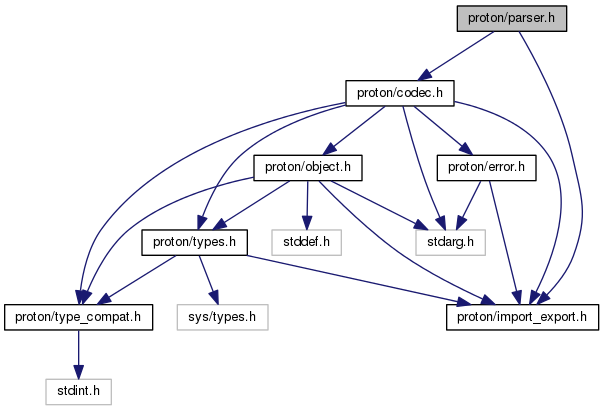 proton/parser.h
proton/codec.h
proton/object.h
proton/error.h
proton/types.h
stddef.h
stdarg.h
proton/type_compat.h
sys/types.h
proton/import_export.h
stdint.h